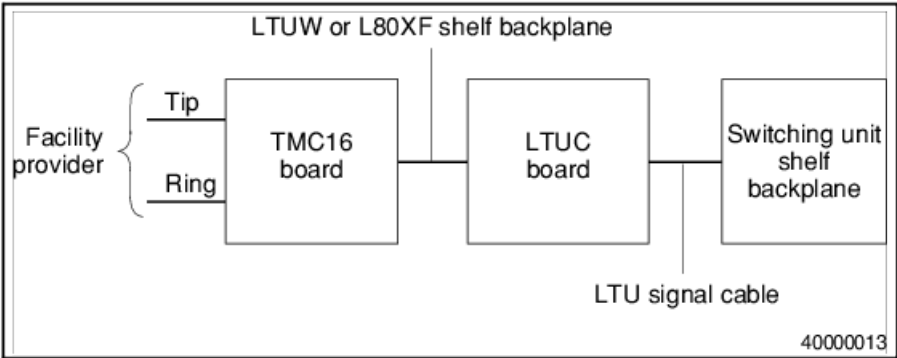 LTUW or L80XF shelf backplane
Tip
Facility
provider
Ring
TMC16
board
LTUC
board
Switching unit
shelf
backplane
LTU signal cable
40000013